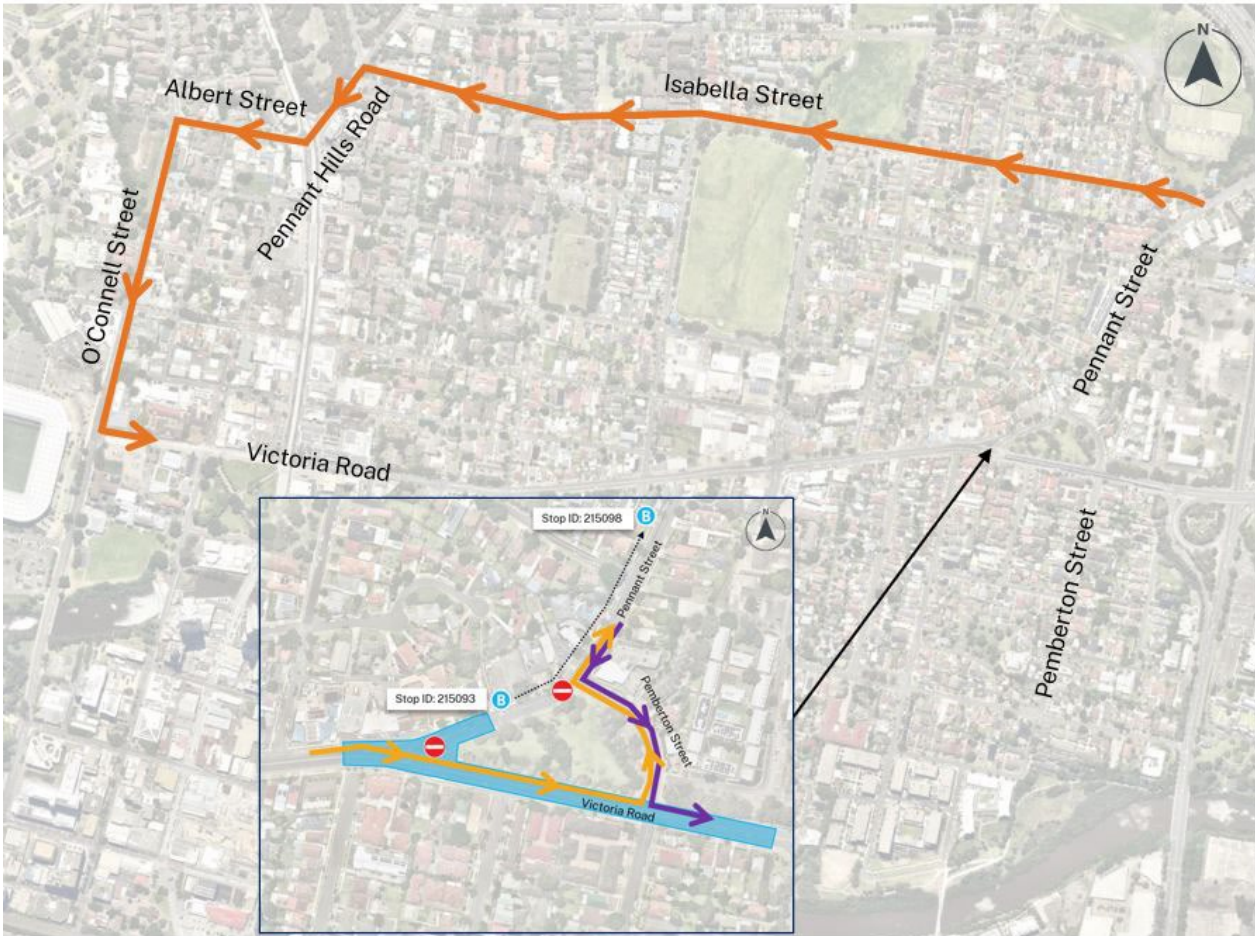 N
Isabella Street
Albert Street
Pennant Hills Road
O'Connell Street
Pennant Street
Victoria Road
Pemberton Street
Stop ID: 215098
B
N
Pennant Street
Stop ID: 215093
B
Pemberton Street
Victoria Road